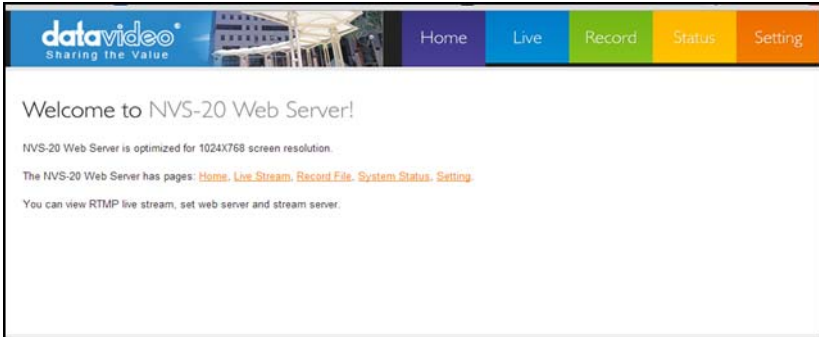 datavideo®
Sharing the Value
Home Live Record Status Setting
Welcome to NVS-20 Web Server!
NVS-20 Web Server is optimized for 1024X768 screen resolution.
The NVS-20 Web Server has pages: Home, Live Stream, Record File, System Status, Setting.
You can view RTMP live stream, set web server and stream server.